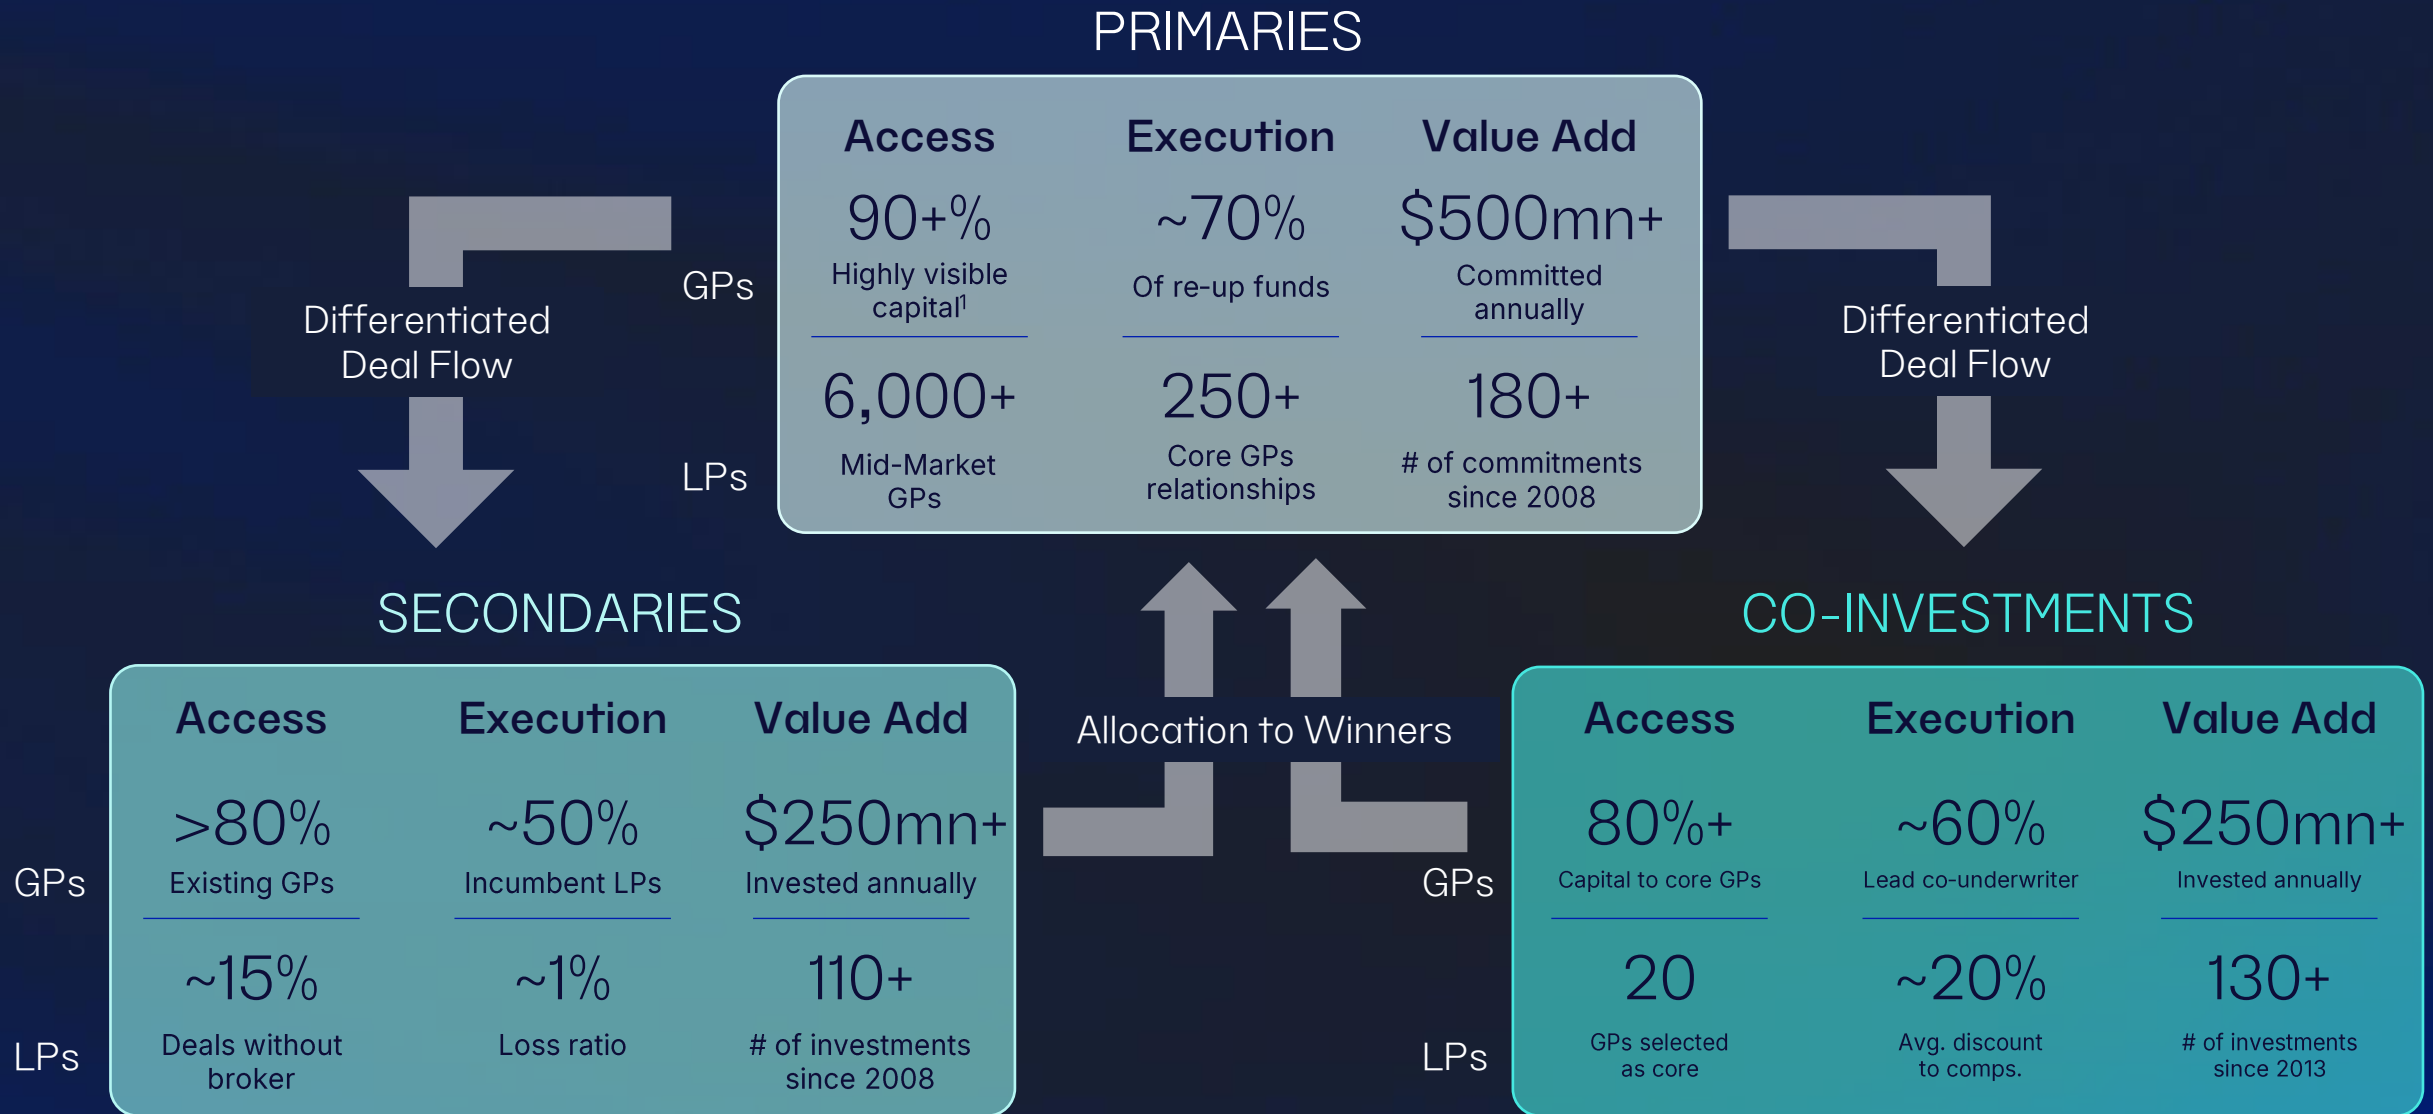 PRIMARIES
Access Execution Value Add
90+% ~70% $500mn+
GPs
Highly visible
capital¹
Of re-up funds
Committed
annually
6,000+ 250+ 180+
LPs
Mid-Market
GPs
Core GPs
relationships
# of commitments
since 2008
Differentiated
Deal Flow
Differentiated
Deal Flow
SECONDARIES
Access Execution Value Add
>80% ~50% $250mn+
GPs
Existing GPs Incumbent LPs Invested annually
~15% ~1% 110+
LPs
Deals without
broker
Loss ratio
# of investments
since 2008
Allocation to Winners
CO-INVESTMENTS
Access Execution Value Add
80%+ ~60% $250mn+
GPs
Capital to core GPs Lead co-underwriter Invested annually
20 ~20% 130+
LPs
GPs selected
as core
Avg. discount
to comps.
# of investments
since 2013